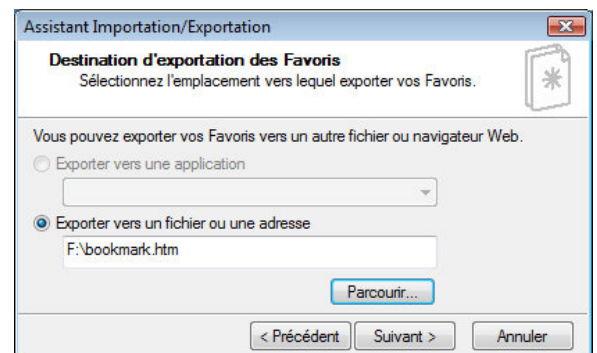 Assistant Importation/Exportation
Destination d'exportation des Favoris
Sélectionnez l'emplacement vers lequel exporter vos Favoris.
Vous pouvez exporter vos Favoris vers un autre fichier ou navigateur Web.
Exporter vers une application
Exporter vers un fichier ou une adresse
F:\bookmark.htm
Parcourir...
< Précédent Suivant > Annuler